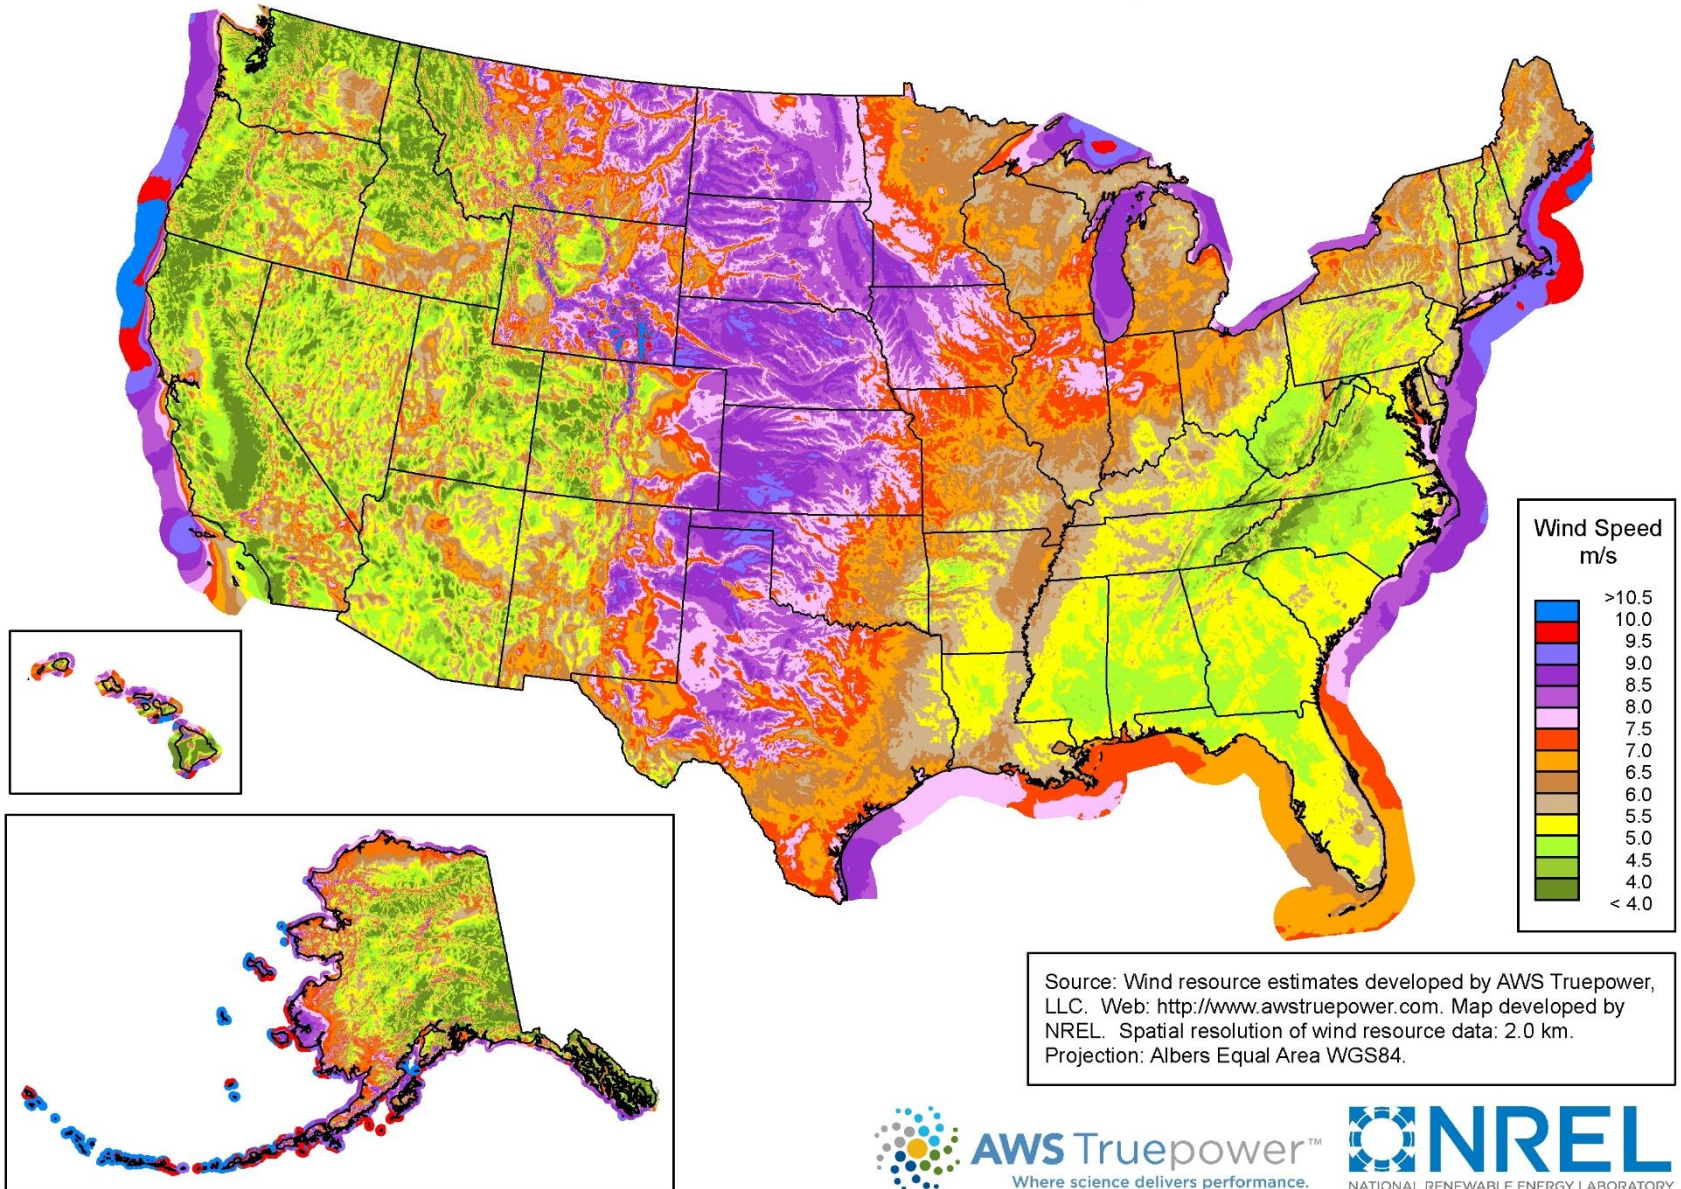 Wind Speed
m/s
>10.5
10.0
9.5
9.0
8.5
8.0
7.5
7.0
6.5
6.0
5.5
5.0
4.5
4.0
< 4.0
Source: Wind resource estimates developed by AWS Truepower,
LLC. Web: http://www.awstruepower.com. Map developed by
NREL. Spatial resolution of wind resource data: 2.0 km.
Projection: Albers Equal Area WGS84.
AWS Truepower™
Where science delivers performance.
NREL
NATIONAL RENEWABLE ENERGY LABORATORY